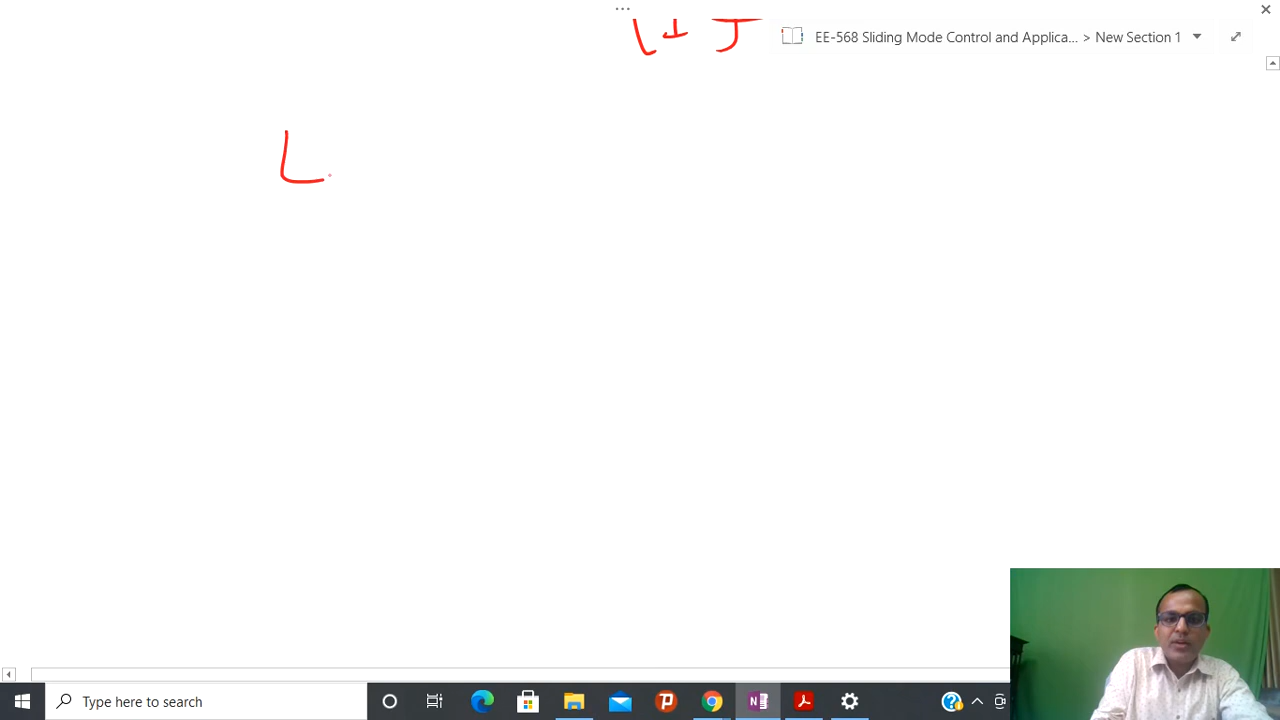 EE-568 Sliding Mode Control and Applica... > New Section 1
L
Type here to search